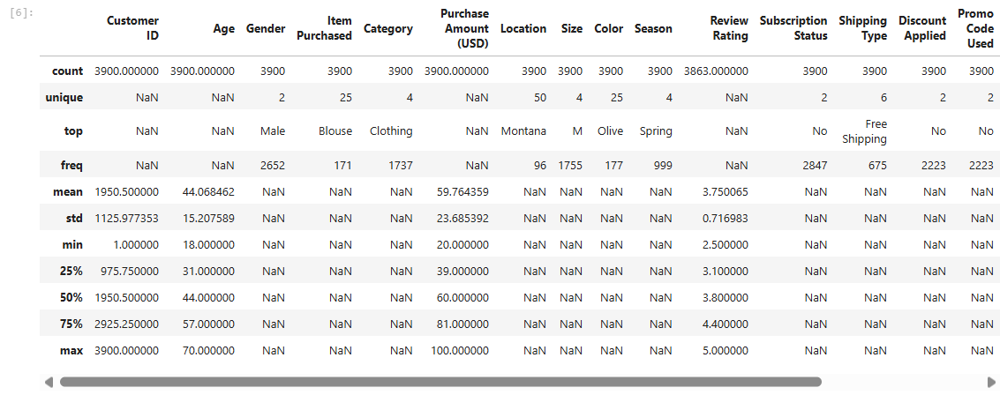 [6]:
Customer ID Age Gender Item Purchased Category Purchase Amount (USD) Location Size Color Season Review Rating Subscription Status Shipping Type Discount Applied Promo Code Used
count 3900.000000 3900.000000 3900 3900 3900 3900.000000 3900 3900 3900 3900 3863.000000 3900 3900 3900 3900
unique NaN NaN 2 25 4 NaN 50 4 25 4 NaN 2 6 2 2
top NaN NaN Male Blouse Clothing NaN Montana M Olive Spring NaN No Free Shipping No No
freq NaN NaN 2652 171 1737 NaN 96 1755 177 999 NaN 2847 675 2223 2223
mean 1950.500000 44.068462 NaN NaN NaN 59.764359 NaN NaN NaN NaN 3.750065 NaN NaN NaN NaN
std 1125.977353 15.207589 NaN NaN NaN 23.685392 NaN NaN NaN NaN 0.716983 NaN NaN NaN NaN
min 1.000000 18.000000 NaN NaN NaN 20.000000 NaN NaN NaN NaN 2.500000 NaN NaN NaN NaN
25% 975.750000 31.000000 NaN NaN NaN 39.000000 NaN NaN NaN NaN 3.100000 NaN NaN NaN NaN
50% 1950.500000 44.000000 NaN NaN NaN 60.000000 NaN NaN NaN NaN 3.800000 NaN NaN NaN NaN
75% 2925.250000 57.000000 NaN NaN NaN 81.000000 NaN NaN NaN NaN 4.400000 NaN NaN NaN NaN
max 3900.000000 70.000000 NaN NaN NaN 100.000000 NaN NaN NaN NaN 5.000000 NaN NaN NaN NaN